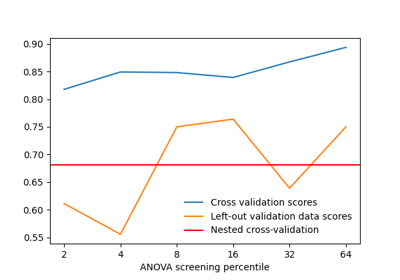 0.90
0.85
0.80
0.75
0.70
0.65
0.60
0.55
Cross validation scores
Left-out validation data scores
Nested cross-validation
2 4 8 16 32 64
ANOVA screening percentile